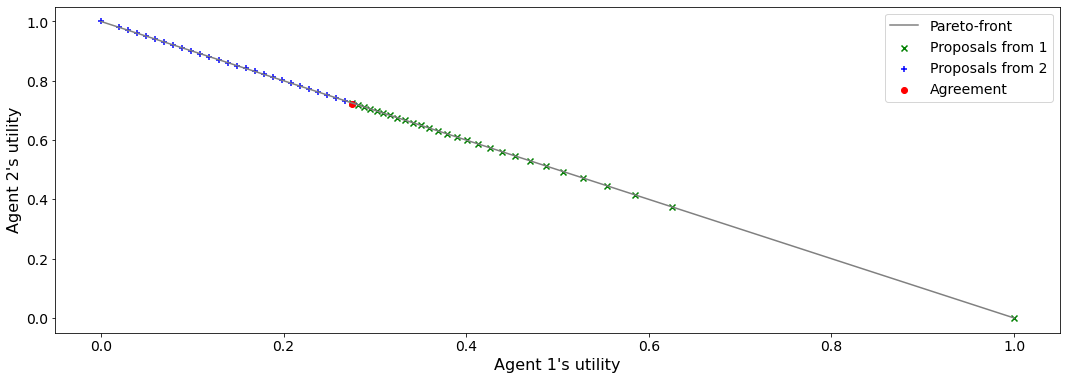 Pareto-front
Proposals from 1
Proposals from 2
Agreement
Agent 2's utility
1.0
0.8
0.6
0.4
0.2
0.0
0.0 0.2 0.4 0.6 0.8 1.0
Agent 1's utility